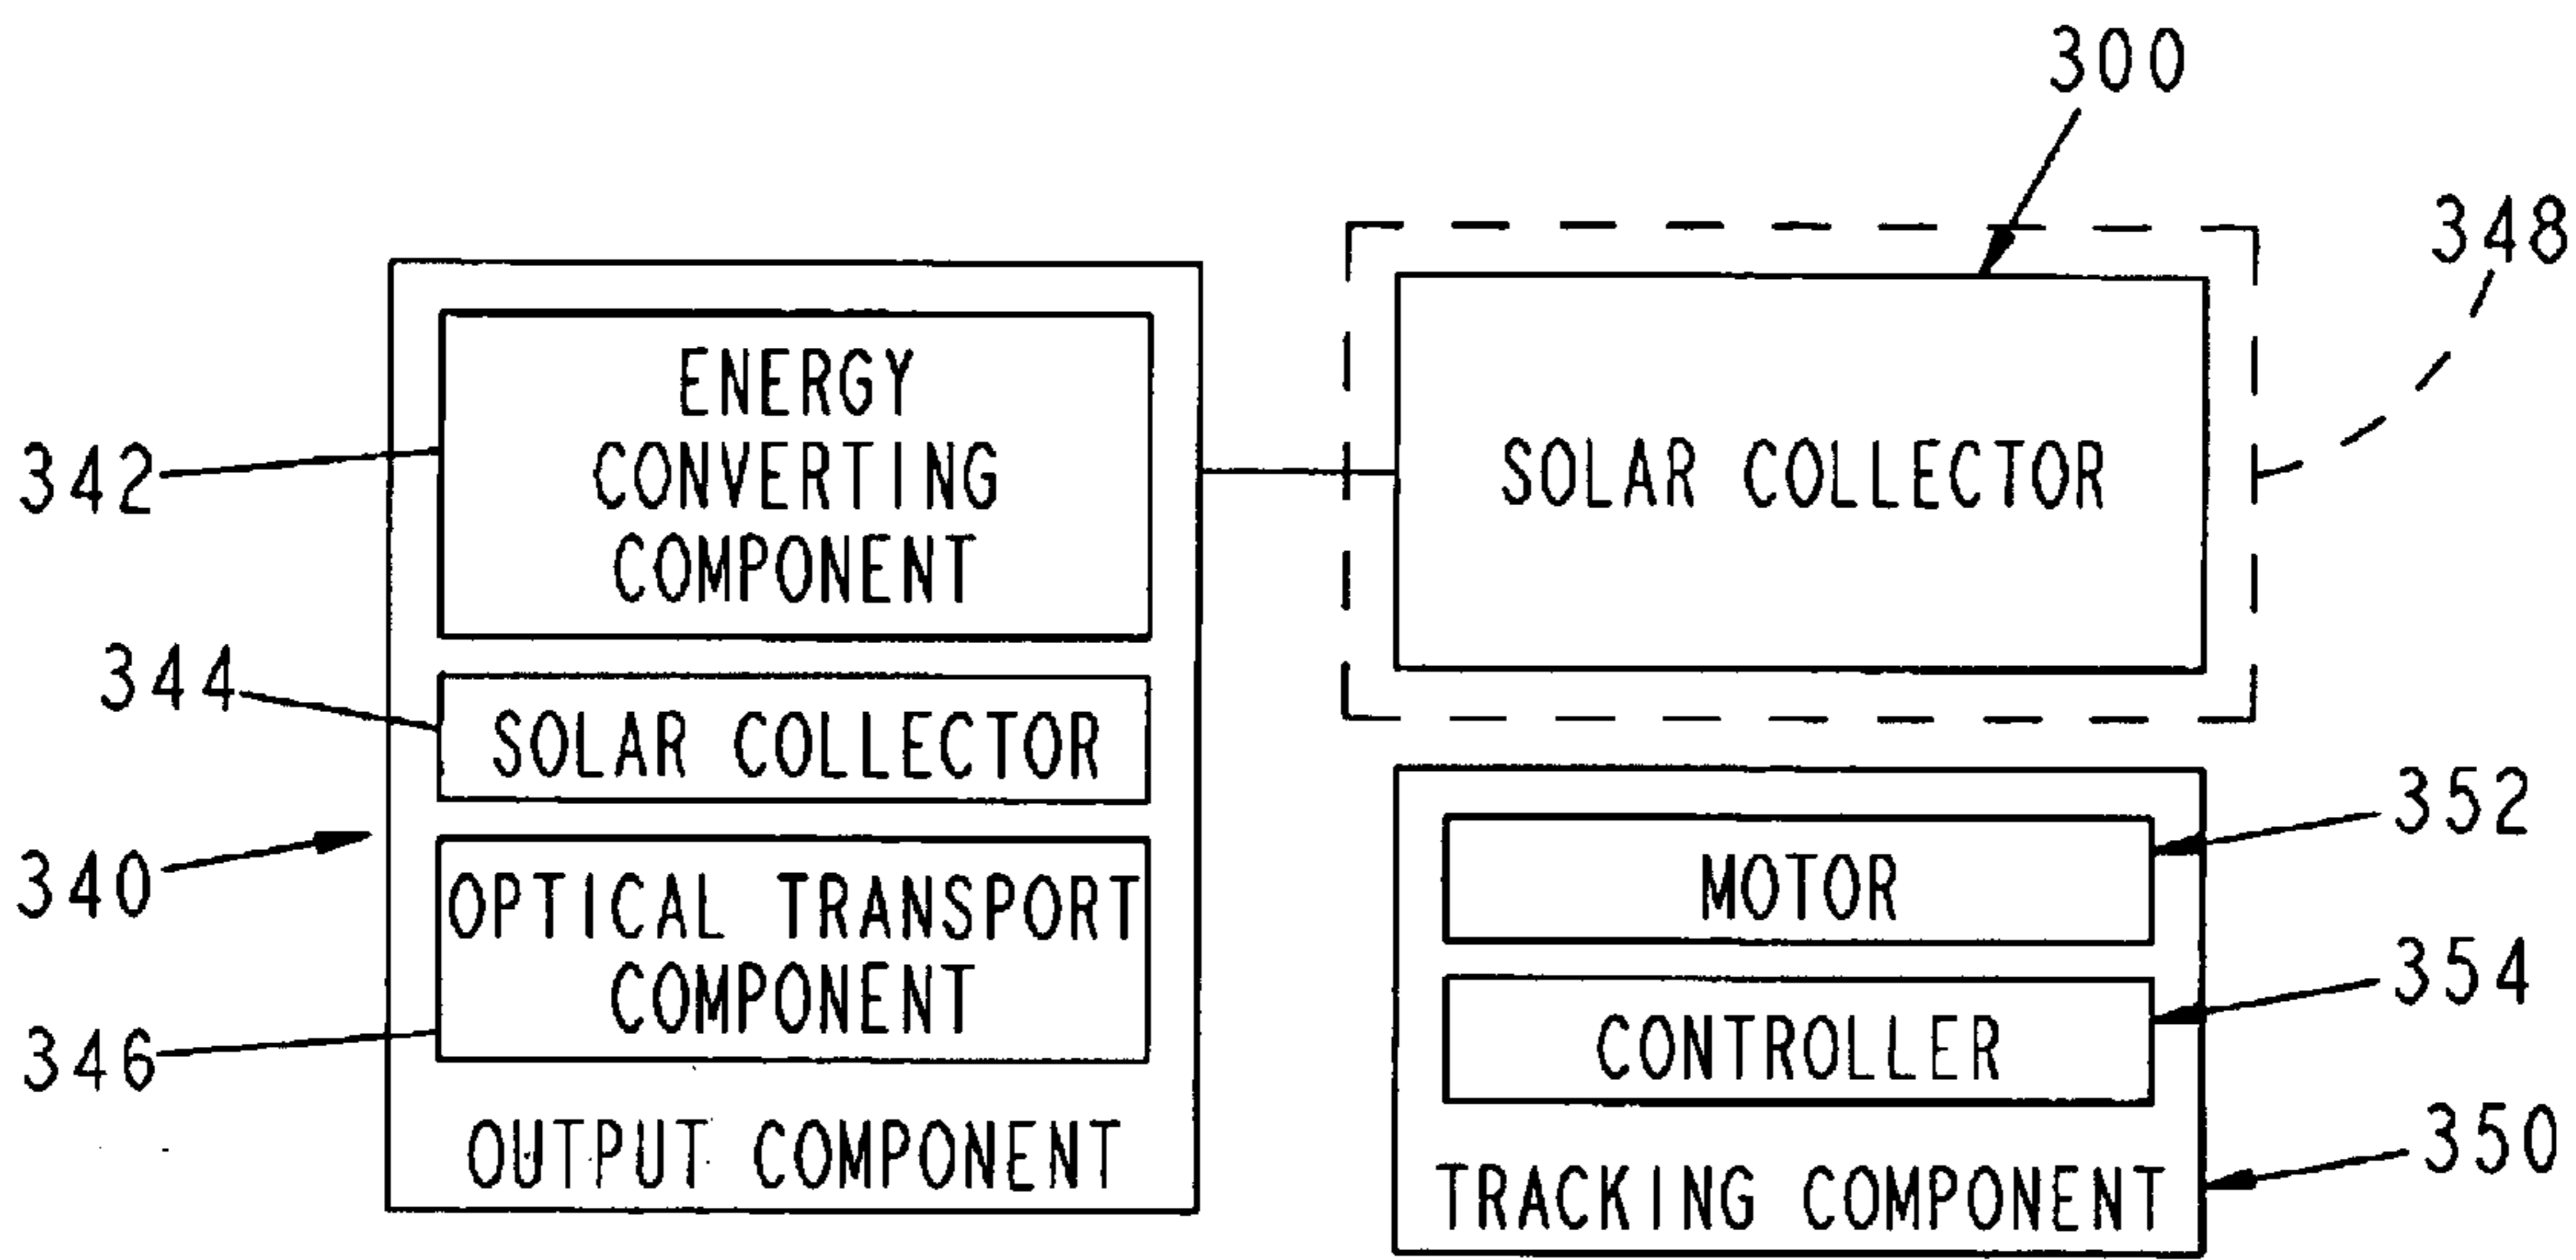 300
348
ENERGY
CONVERTING
COMPONENT
342
SOLAR COLLECTOR
344
SOLAR COLLECTOR
340
OPTICAL TRANSPORT
COMPONENT
346
OUTPUT COMPONENT
352
MOTOR
354
CONTROLLER
350
TRACKING COMPONENT